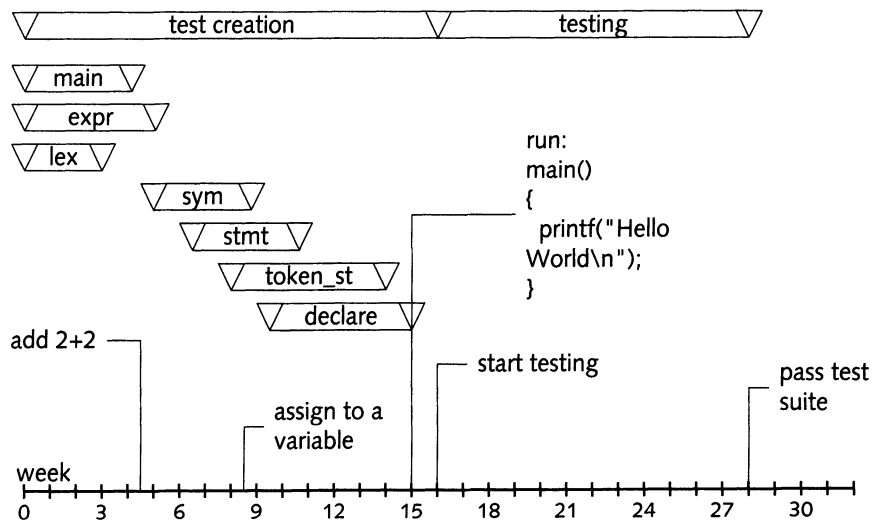 test creation testing
main
expr
lex
sym
stmt
token_st
declare
run:
main()
{
printf("Hello
World\n");
}
add 2+2
start testing
assign to a
variable
pass test
suite
week
0 3 6 9 12 15 18 21 24 27 30